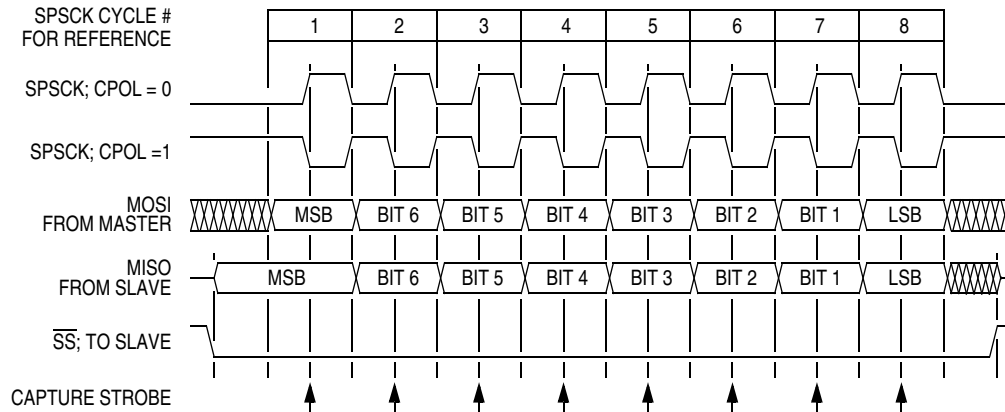 SPSCK CYCLE #
FOR REFERENCE
1 2 3 4 5 6 7 8
SPSCK; CPOL = 0
SPSCK; CPOL =1
MOSI
FROM MASTER
MSB BIT 6 BIT 5 BIT 4 BIT 3 BIT 2 BIT 1 LSB
MISO
FROM SLAVE
MSB BIT 6 BIT 5 BIT 4 BIT 3 BIT 2 BIT 1 LSB
S̅S̅; TO SLAVE
CAPTURE STROBE